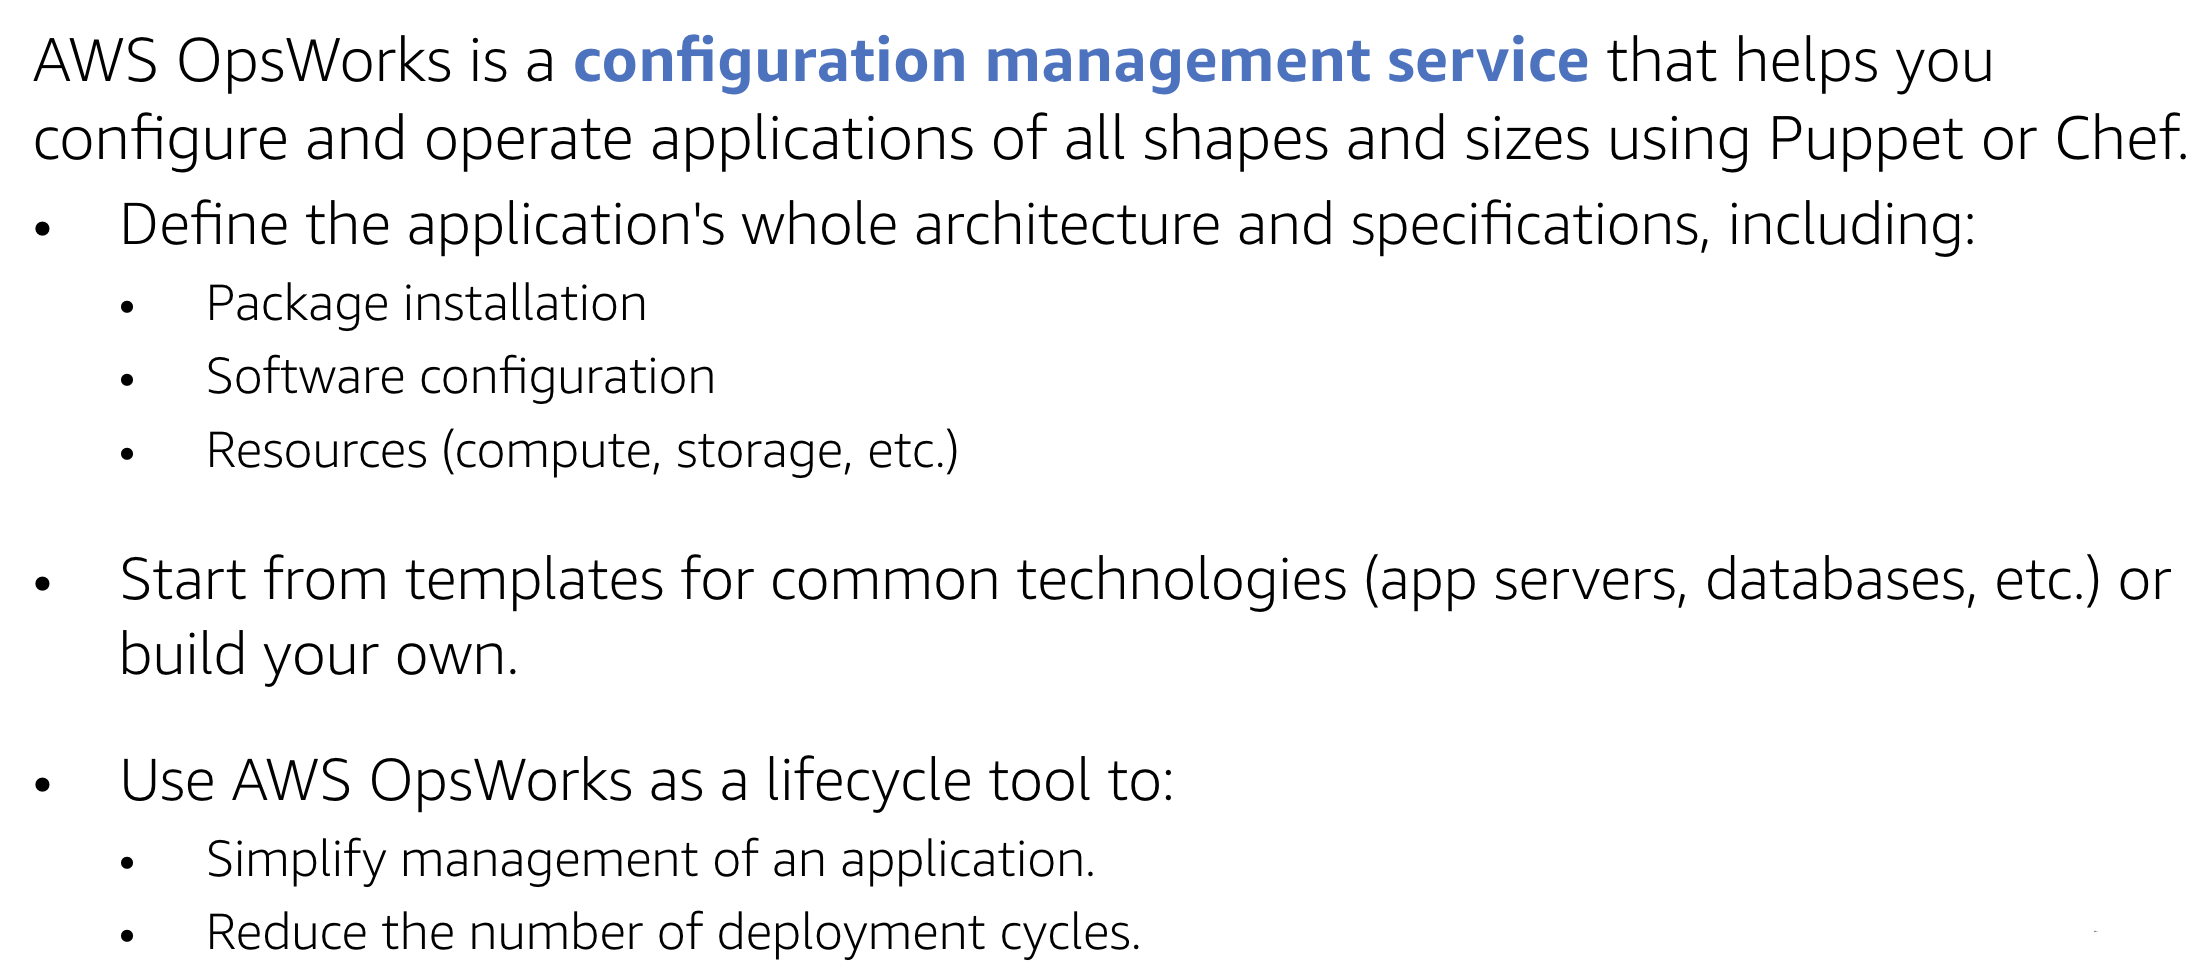 AWS OpsWorks is a configuration management service that helps you
configure and operate applications of all shapes and sizes using Puppet or Chef.
• Define the application's whole architecture and specifications, including:
• Package installation
• Software configuration
• Resources (compute, storage, etc.)
• Start from templates for common technologies (app servers, databases, etc.) or
build your own.
• Use AWS OpsWorks as a lifecycle tool to:
• Simplify management of an application.
• Reduce the number of deployment cycles.